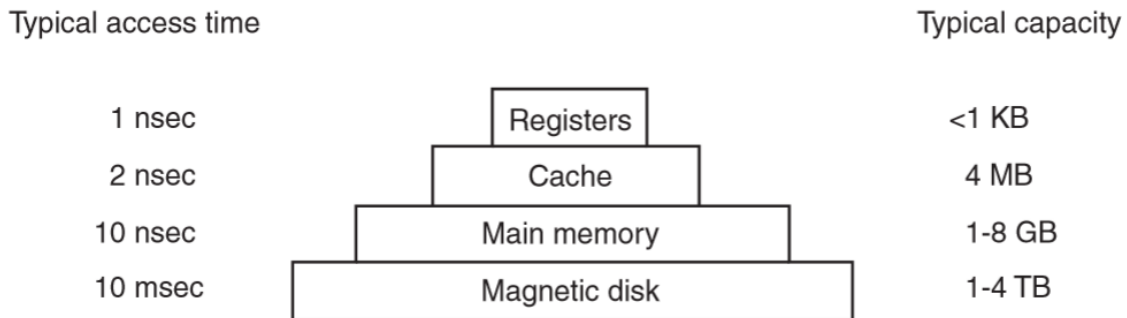 Typical access time Typical capacity
1 nsec Registers <1 KB
2 nsec Cache 4 MB
10 nsec Main memory 1-8 GB
10 msec Magnetic disk 1-4 TB